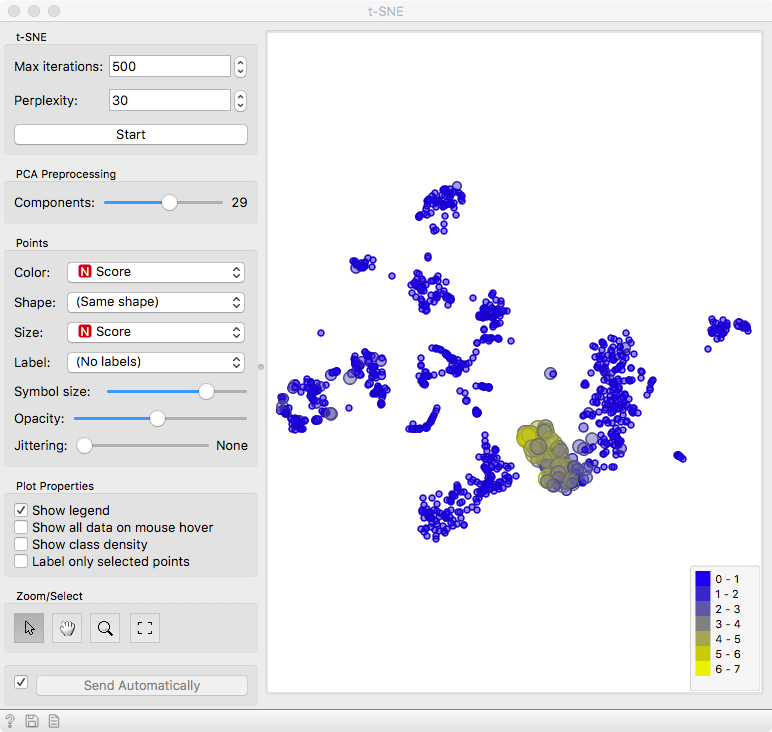 t-SNE
t-SNE
Max iterations: 500
Perplexity: 30
Start
PCA Preprocessing
Components: 29
Points
Color: N Score
Shape: (Same shape)
Size: N Score
Label: (No labels)
Symbol size:
Opacity:
Jittering: None
Plot Properties
Show legend
Show all data on mouse hover
Show class density
Label only selected points
Zoom/Select
Send Automatically
0 - 1
1 - 2
2 - 3
3 - 4
4 - 5
5 - 6
6 - 7
?